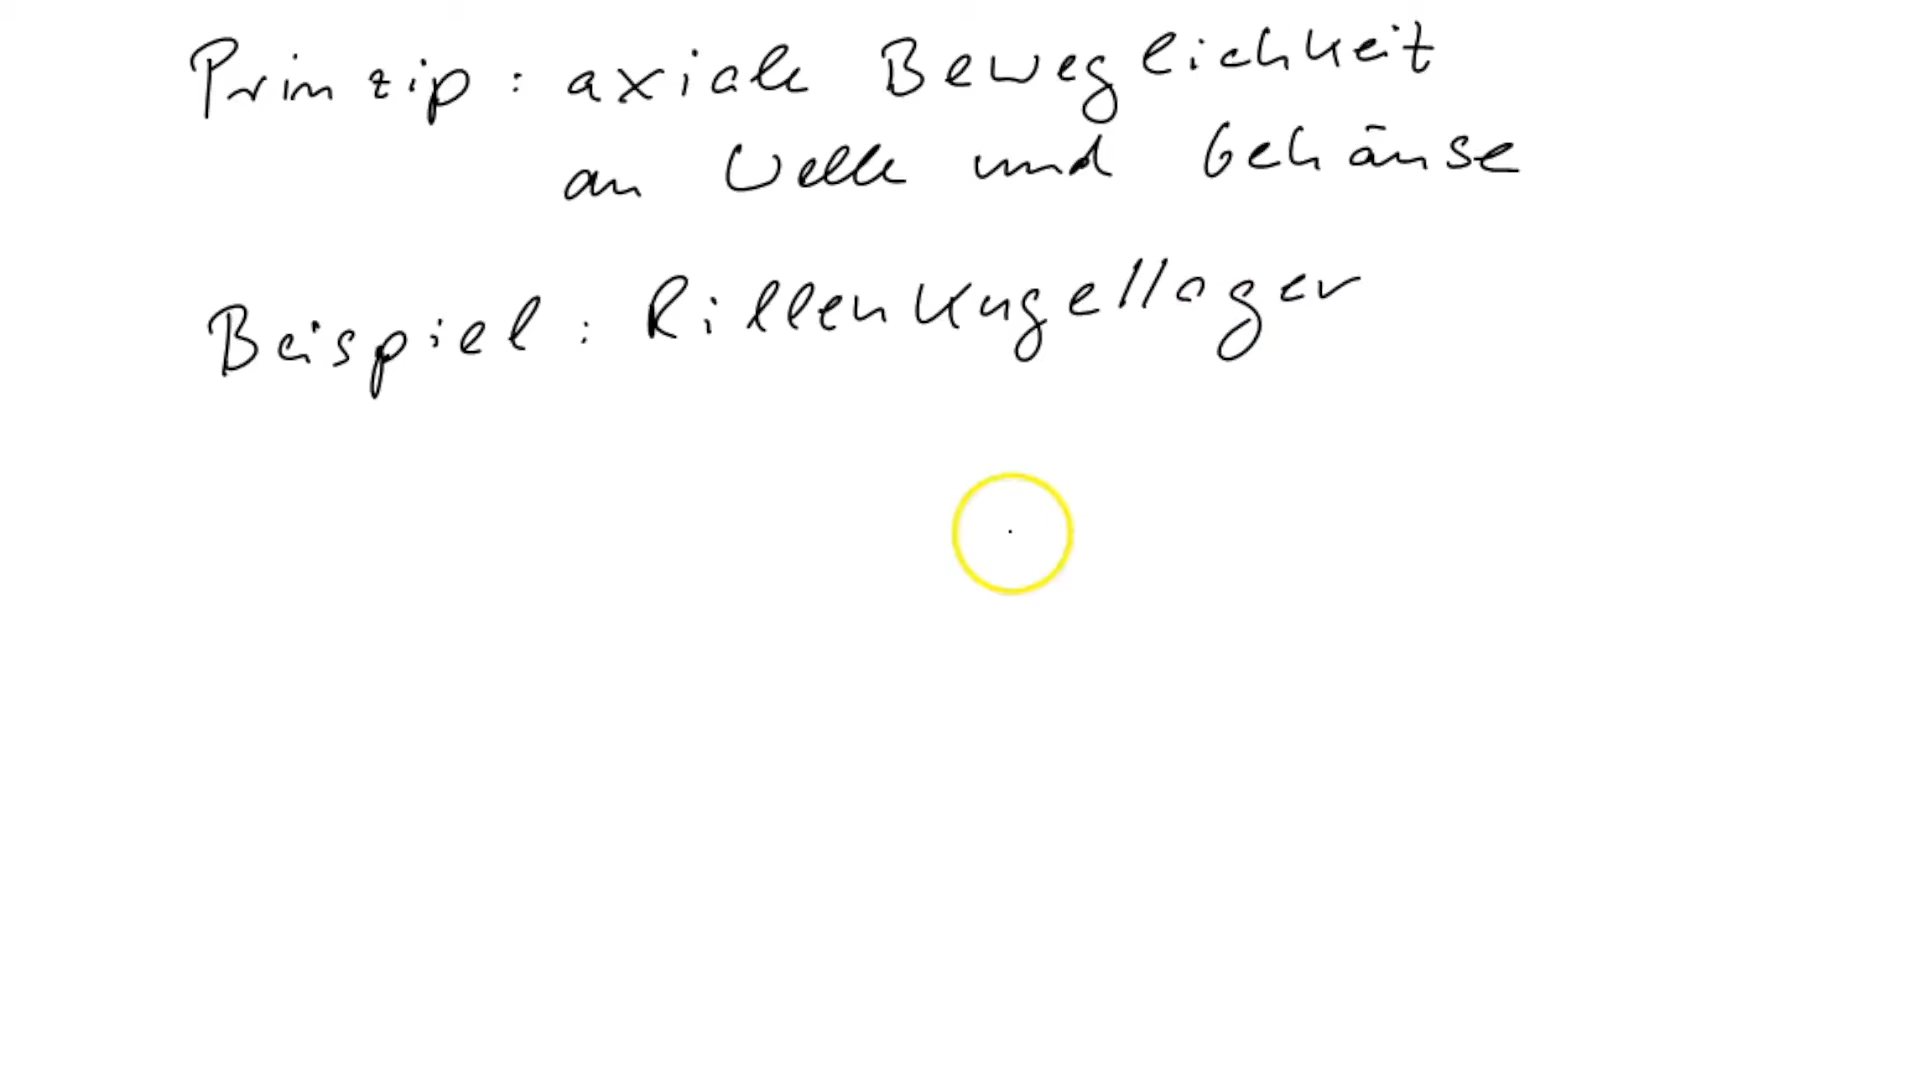 Prinzip: axiale Beweglichkeit
an Welle und Gehäuse
Beispiel: Rillenkugellager